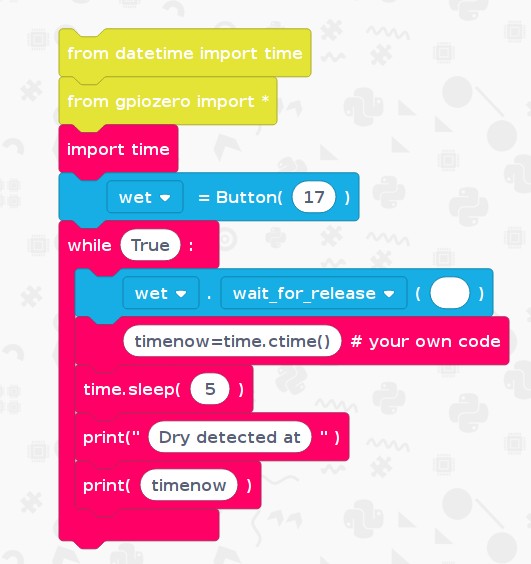 from datetime import time
from gpiozero import *
import time
wet = Button( 17 )
while True :
wet . wait_for_release ( )
timenow=time.ctime() # your own code
time.sleep( 5 )
print(" Dry detected at " )
print( timenow )